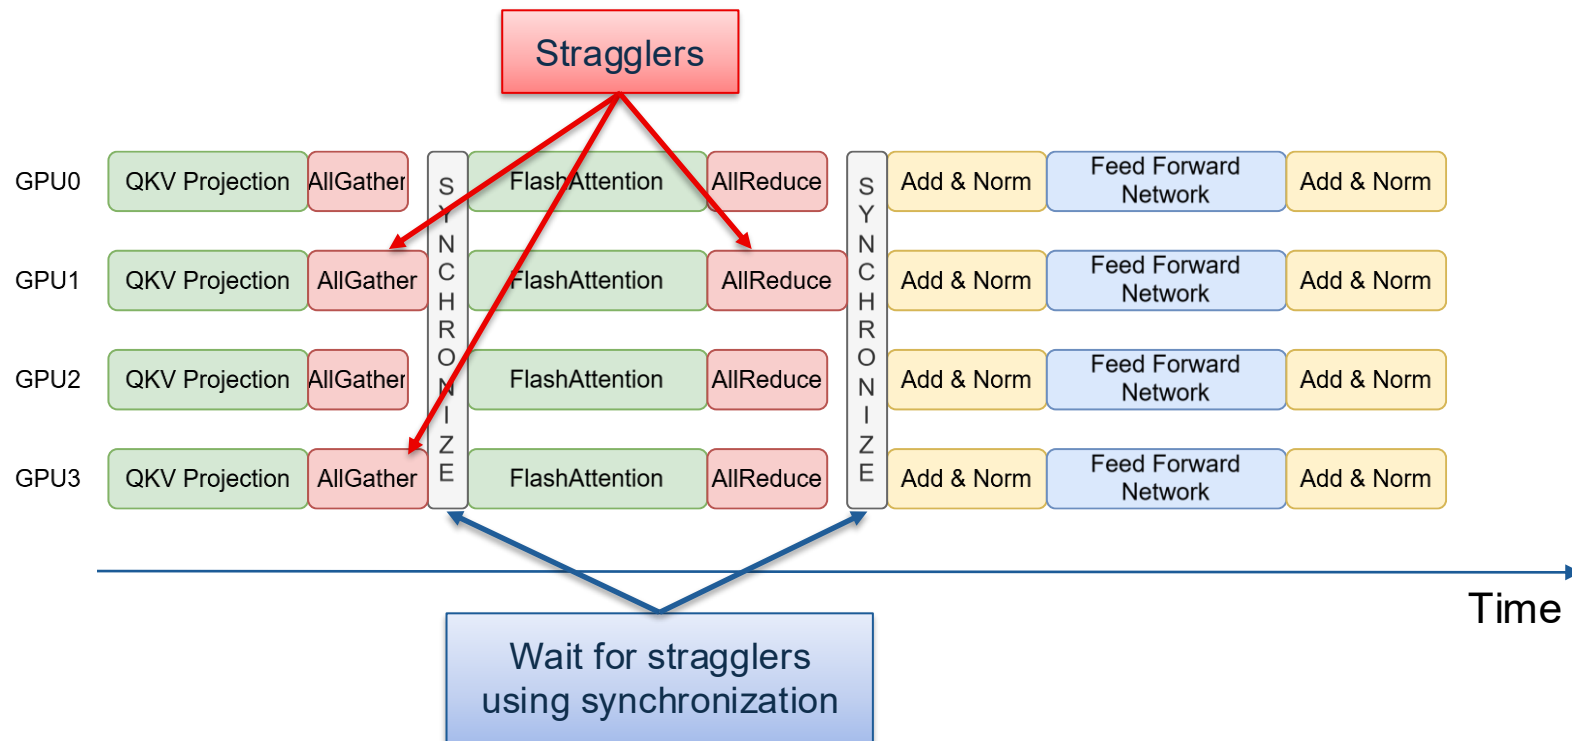 Stragglers
GPU0 QKV Projection AllGather FlashAttention AllReduce Add & Norm Feed Forward Network Add & Norm
GPU1 QKV Projection AllGather FlashAttention AllReduce Add & Norm Feed Forward Network Add & Norm
GPU2 QKV Projection AllGather FlashAttention AllReduce Add & Norm Feed Forward Network Add & Norm
GPU3 QKV Projection AllGather FlashAttention AllReduce Add & Norm Feed Forward Network Add & Norm
SYNCHRONIZE
SYNCHRONIZE
Time
Wait for stragglers
using synchronization